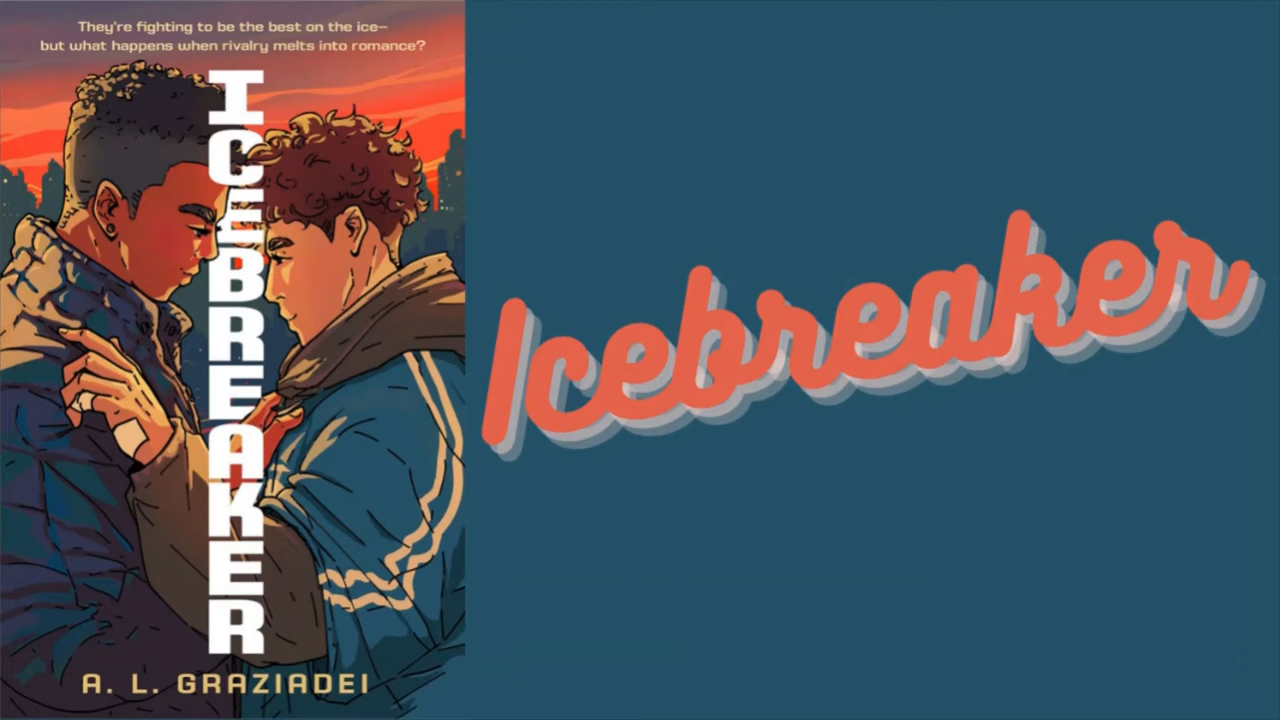 They're fighting to be the best on the ice—
but what happens when rivalry melts into romance?
ICEBREAKER
A. L. GRAZIADEI
Icebreaker